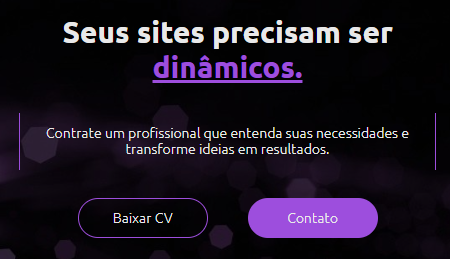 Seus sites precisam ser
dinâmicos.
Contrate um profissional que entenda suas necessidades e
transforme ideias em resultados.
Baixar CV
Contato